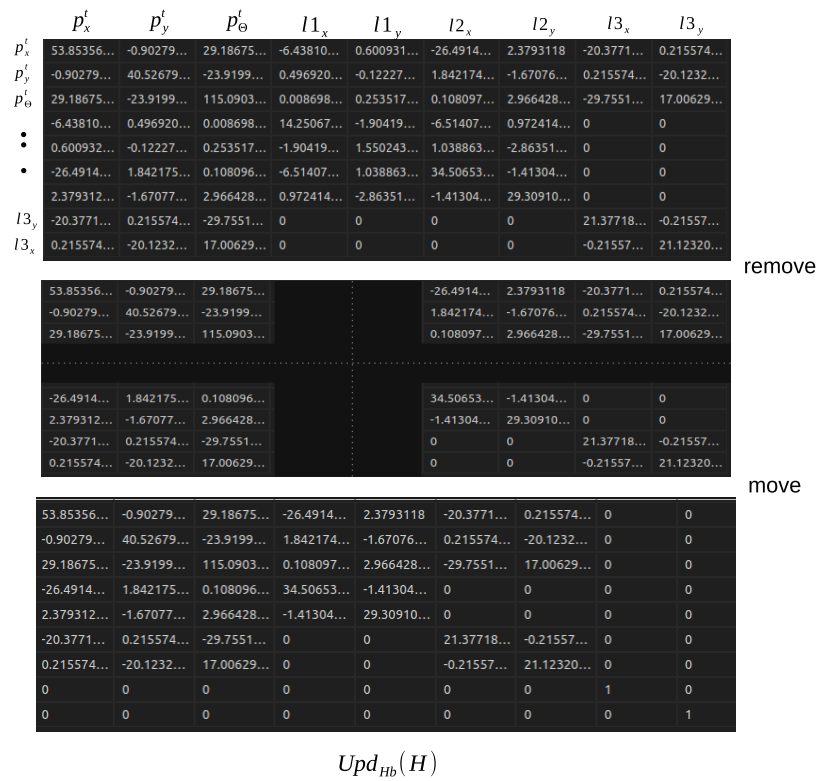 p_x^t p_y^t p_Θ^t l1_x l1_y l2_x l2_y l3_x l3_y
p_x^t 53.85356... -0.90279... 29.18675... -6.43810... 0.600931... -26.4914... 2.3793118 -20.3771... 0.215574...
p_y^t -0.90279... 40.52679... -23.9199... 0.496920... -0.12227... 1.842174... -1.67076... 0.215574... -20.1232...
p_Θ^t 29.18675... -23.9199... 115.0903... 0.008698... 0.253517... 0.108097... 2.966428... -29.7551... 17.00629...
-6.43810... 0.496920... 0.008698... 14.25067... -1.90419... -6.51407... 0.972414... 0 0
0.600932... -0.12227... 0.253517... -1.90419... 1.550243... 1.038863... -2.86351... 0 0
-26.4914... 1.842175... 0.108096... -6.51407... 1.038863... 34.50653... -1.41304... 0 0
2.379312... -1.67077... 2.966428... 0.972414... -2.86351... -1.41304... 29.30910... 0 0
l3_y -20.3771... 0.215574... -29.7551... 0 0 0 0 21.37718... -0.21557...
l3_x 0.215574... -20.1232... 17.00629... 0 0 0 0 -0.21557... 21.12320...
remove
53.85356... -0.90279... 29.18675... -26.4914... 2.3793118 -20.3771... 0.215574...
-0.90279... 40.52679... -23.9199... 1.842174... -1.67076... 0.215574... -20.1232...
29.18675... -23.9199... 115.0903... 0.108097... 2.966428... -29.7551... 17.00629...
-26.4914... 1.842175... 0.108096... 34.50653... -1.41304... 0 0
2.379312... -1.67077... 2.966428... -1.41304... 29.30910... 0 0
-20.3771... 0.215574... -29.7551... 0 0 21.37718... -0.21557...
0.215574... -20.1232... 17.00629... 0 0 -0.21557... 21.12320...
move
53.85356... -0.90279... 29.18675... -26.4914... 2.3793118 -20.3771... 0.215574... 0 0
-0.90279... 40.52679... -23.9199... 1.842174... -1.67076... 0.215574... -20.1232... 0 0
29.18675... -23.9199... 115.0903... 0.108097... 2.966428... -29.7551... 17.00629... 0 0
-26.4914... 1.842175... 0.108096... 34.50653... -1.41304... 0 0 0 0
2.379312... -1.67077... 2.966428... -1.41304... 29.30910... 0 0 0 0
-20.3771... 0.215574... -29.7551... 0 0 21.37718... -0.21557... 0 0
0.215574... -20.1232... 17.00629... 0 0 -0.21557... 21.12320... 0 0
0 0 0 0 0 0 0 1 0
0 0 0 0 0 0 0 0 1
Upd_{Hb}(H)